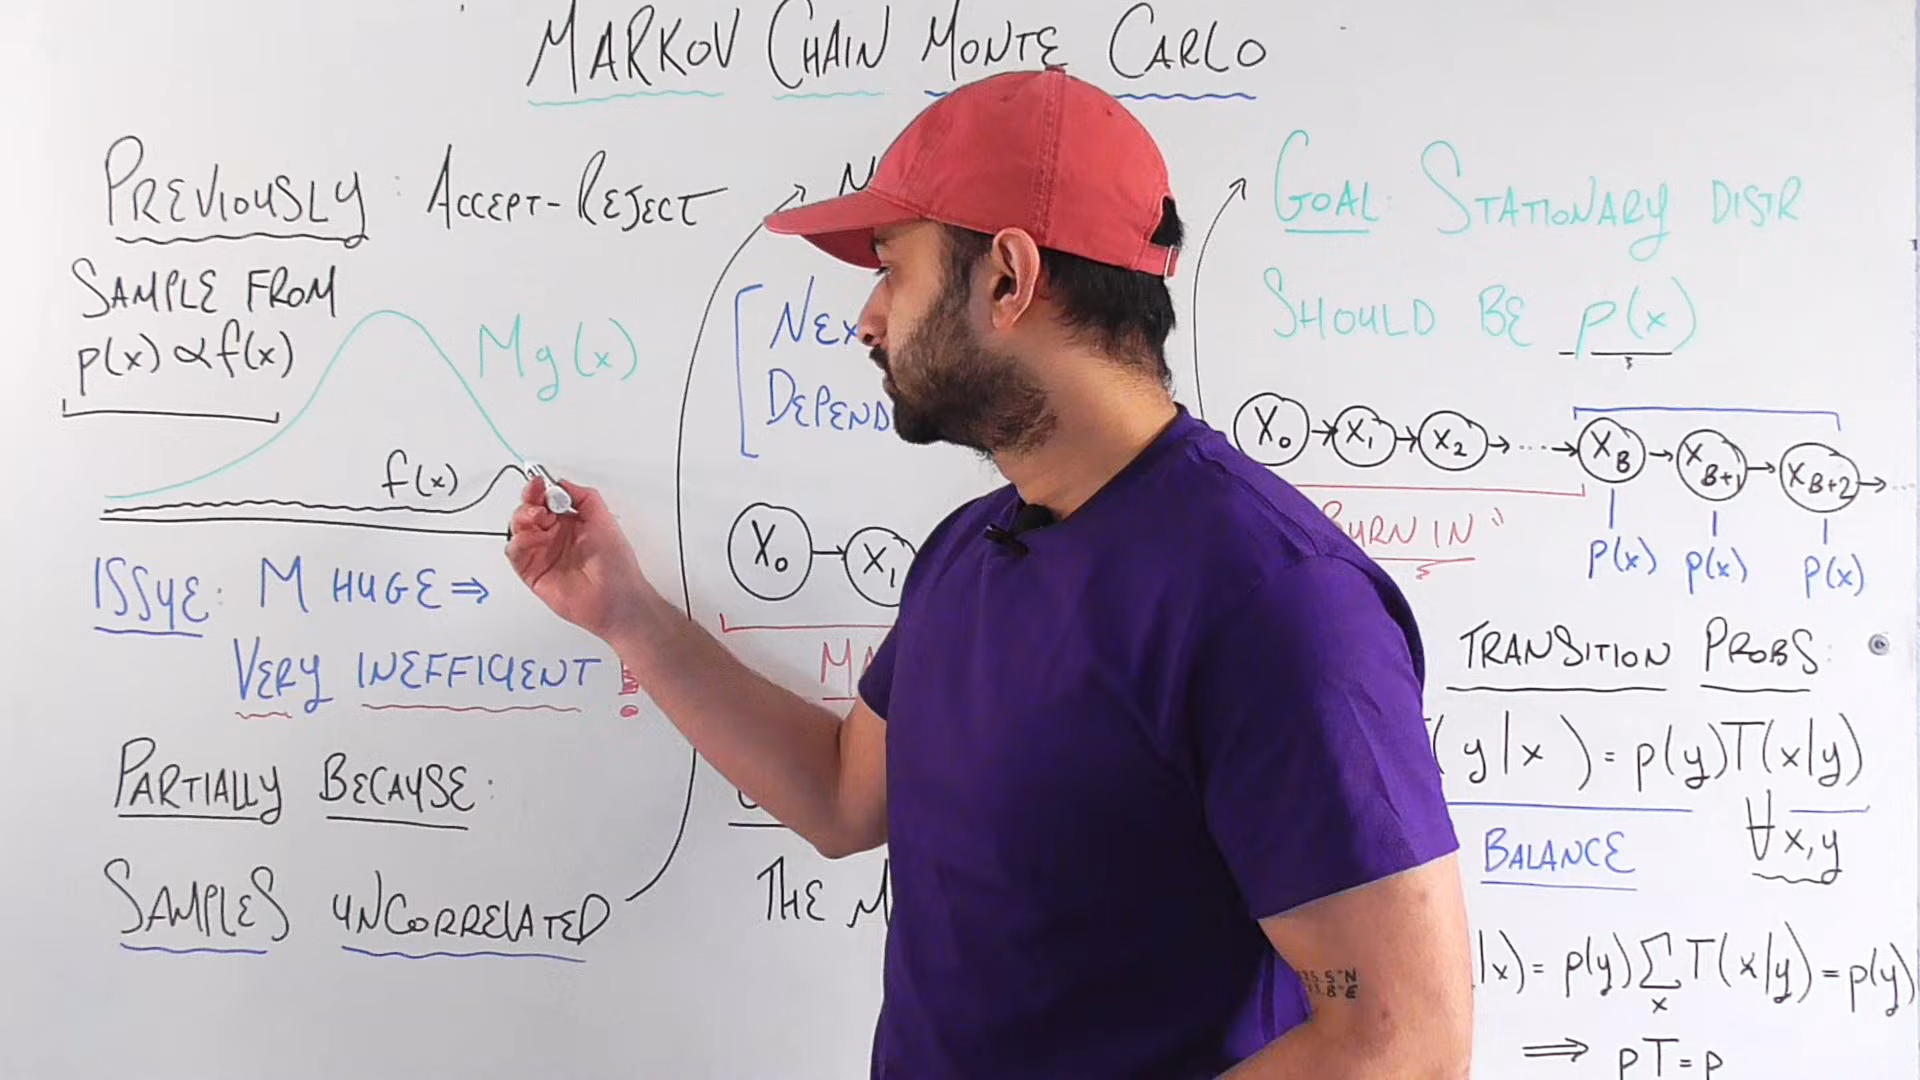 MARKOV CHAIN MONTE CARLO
PREVIOUSLY: ACCEPT-REJECT
SAMPLE FROM
p(x) ∝ f(x)
Mg(x)
f(x)
ISSUE: M HUGE ⇒
VERY INEFFICIENT!
PARTIALLY BECAUSE:
SAMPLES UNCORRELATED
DEPEND
X₀ → X₁
THE
GOAL: STATIONARY DISTR
SHOULD BE p(x)
X₀ → X₁ → X₂ → ..... → X_B → X_B+1 → X_B+2 → ...
BURN IN"
p(x) p(x) p(x)
TRANSITION PROBS:
(y|x) = p(y)T(x|y)
∀x,y
BALANCE
|x) = p(y) Σ_x T(x|y) = p(y)
⟹ pT = p